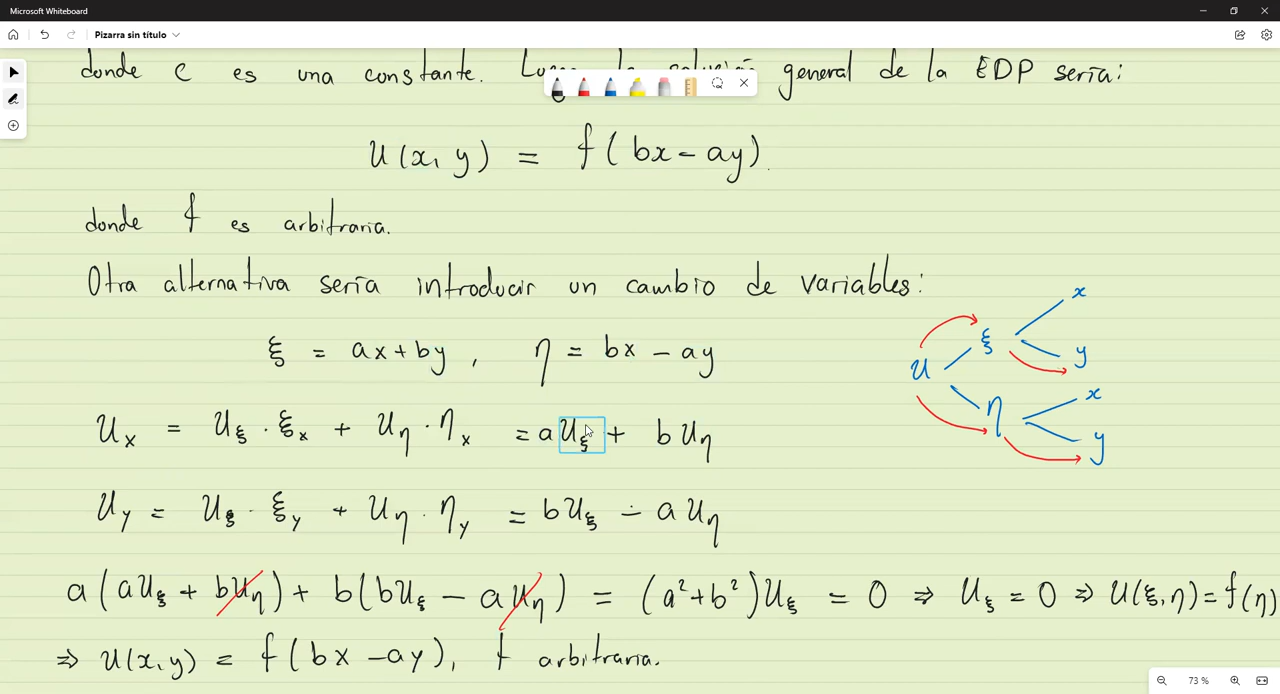 Microsoft Whiteboard
Pizarra sin título
donde C es una constante. Luego la solución general de la EDP sería:
u(x, y) = f(bx - ay).
donde f es arbitraria.
Otra alternativa sería introducir un cambio de variables:
ξ = ax + by , η = bx - ay
u ξ x y η x y
u_x = u_ξ · ξ_x + u_η · η_x = a u_ξ + b u_η
u_y = u_ξ · ξ_y + u_η · η_y = b u_ξ - a u_η
a(a u_ξ + b u_η) + b(b u_ξ - a u_η) = (a² + b²) u_ξ = 0 ⇒ u_ξ = 0 ⇒ u(ξ, η) = f(η)
⇒ u(x, y) = f(bx - ay), f arbitraria.
73 %